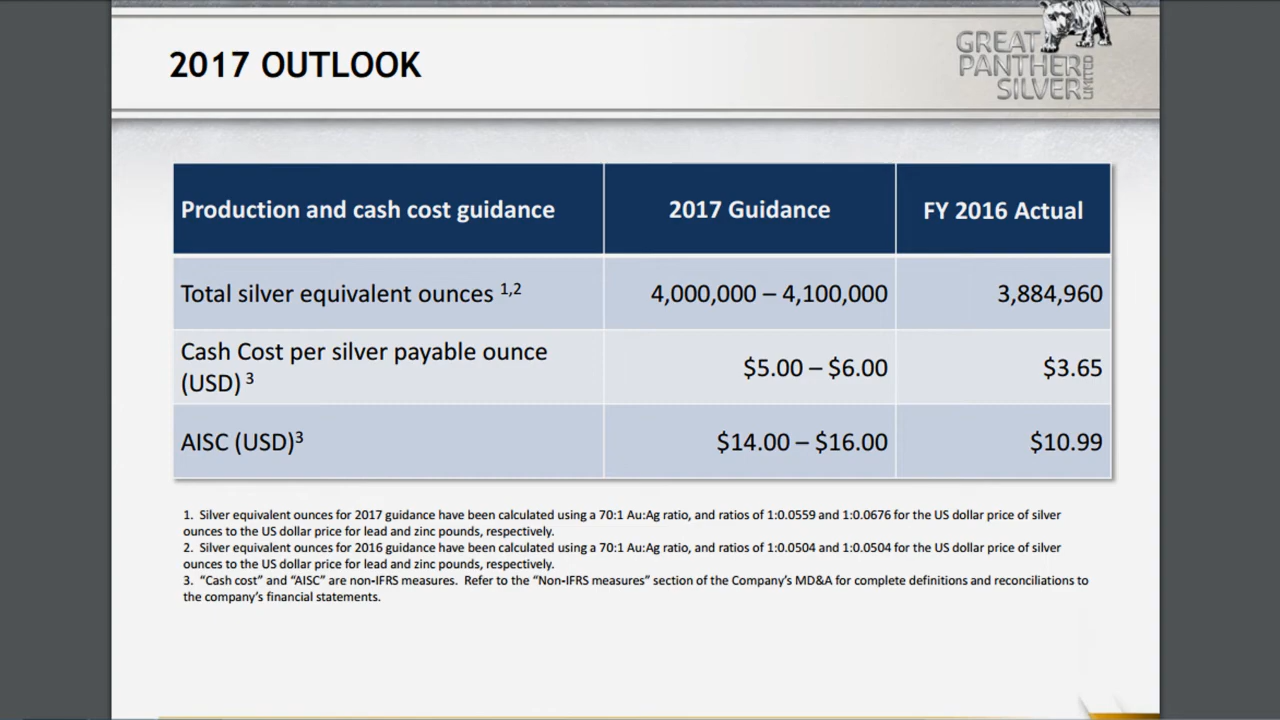 2017 OUTLOOK
GREAT
PANTHER
SILVER
LIMITED
Production and cash cost guidance 2017 Guidance FY 2016 Actual
Total silver equivalent ounces 1,2 4,000,000 – 4,100,000 3,884,960
Cash Cost per silver payable ounce
(USD) 3 $5.00 – $6.00 $3.65
AISC (USD)3 $14.00 – $16.00 $10.99
1. Silver equivalent ounces for 2017 guidance have been calculated using a 70:1 Au:Ag ratio, and ratios of 1:0.0559 and 1:0.0676 for the US dollar price of silver
ounces to the US dollar price for lead and zinc pounds, respectively.
2. Silver equivalent ounces for 2016 guidance have been calculated using a 70:1 Au:Ag ratio, and ratios of 1:0.0504 and 1:0.0504 for the US dollar price of silver
ounces to the US dollar price for lead and zinc pounds, respectively.
3. “Cash cost” and “AISC” are non-IFRS measures. Refer to the “Non-IFRS measures” section of the Company’s MD&A for complete definitions and reconciliations to
the company’s financial statements.